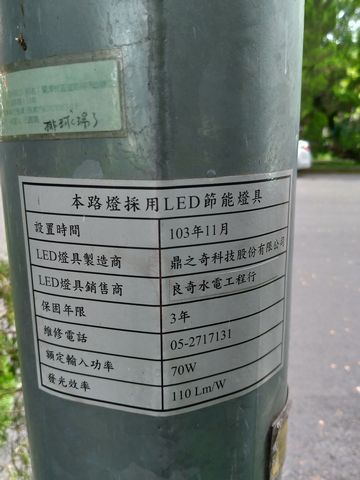 排球場
本路燈採用LED節能燈具
設置時間 103年11月
LED燈具製造商 鼎之奇科技股份有限公司
LED燈具銷售商 良奇水電工程行
保固年限 3年
維修電話 05-2717131
額定輸入功率 70W
發光效率 110 Lm/W